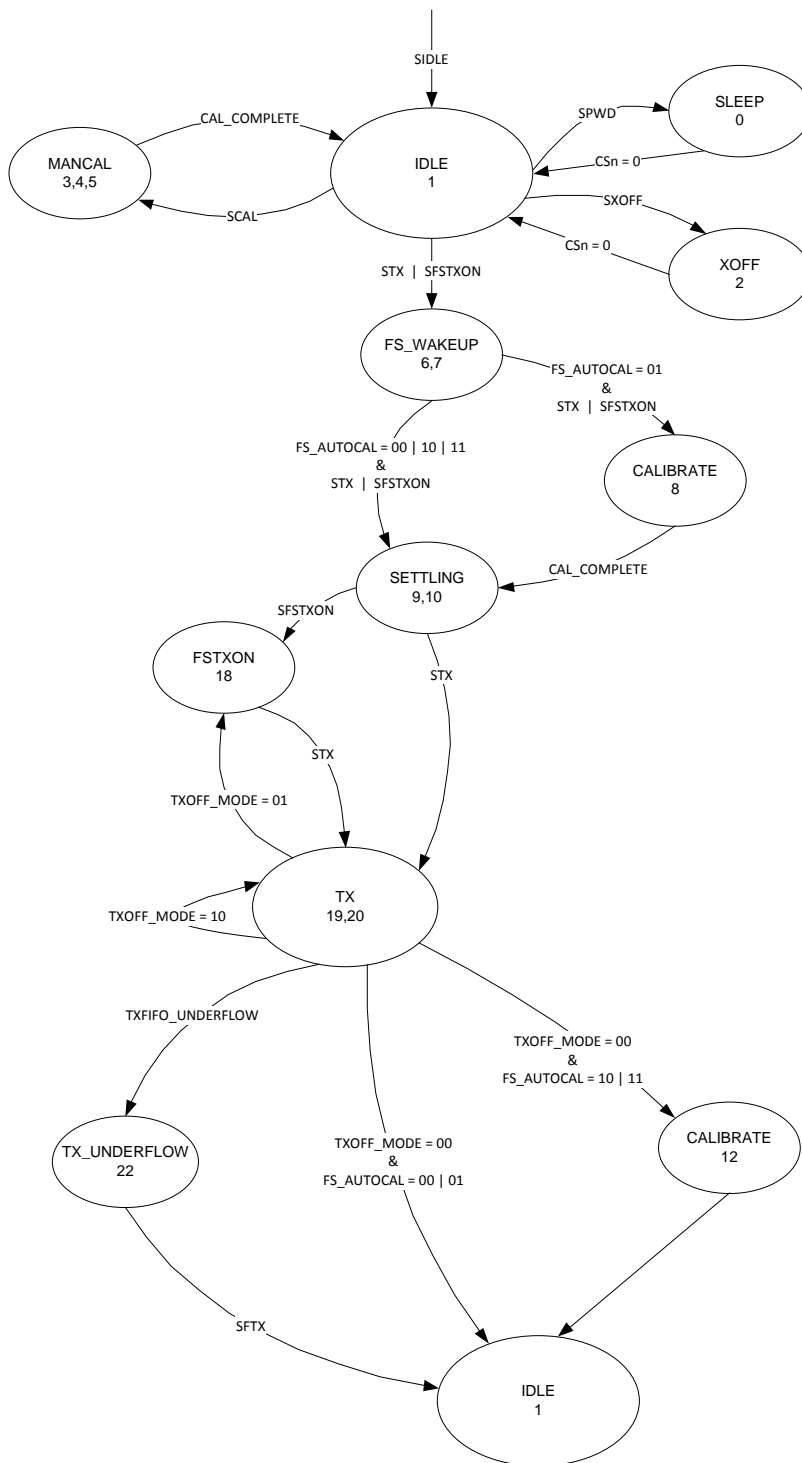 SIDLE
SLEEP
0
SPWD
CAL_COMPLETE
MANCAL
3,4,5
IDLE
1
CSn = 0
SXOFF
SCAL
CSn = 0
XOFF
2
STX | SFSTXON
FS_WAKEUP
6,7
FS_AUTOCAL = 01
&
STX | SFSTXON
FS_AUTOCAL = 00 | 10 | 11
&
STX | SFSTXON
CALIBRATE
8
SETTLING
9,10
CAL_COMPLETE
SFSTXON
FSTXON
18
STX
STX
TXOFF_MODE = 01
TX
19,20
TXOFF_MODE = 10
TXFIFO_UNDERFLOW
TXOFF_MODE = 00
&
FS_AUTOCAL = 10 | 11
TX_UNDERFLOW
22
TXOFF_MODE = 00
&
FS_AUTOCAL = 00 | 01
CALIBRATE
12
SFTX
IDLE
1